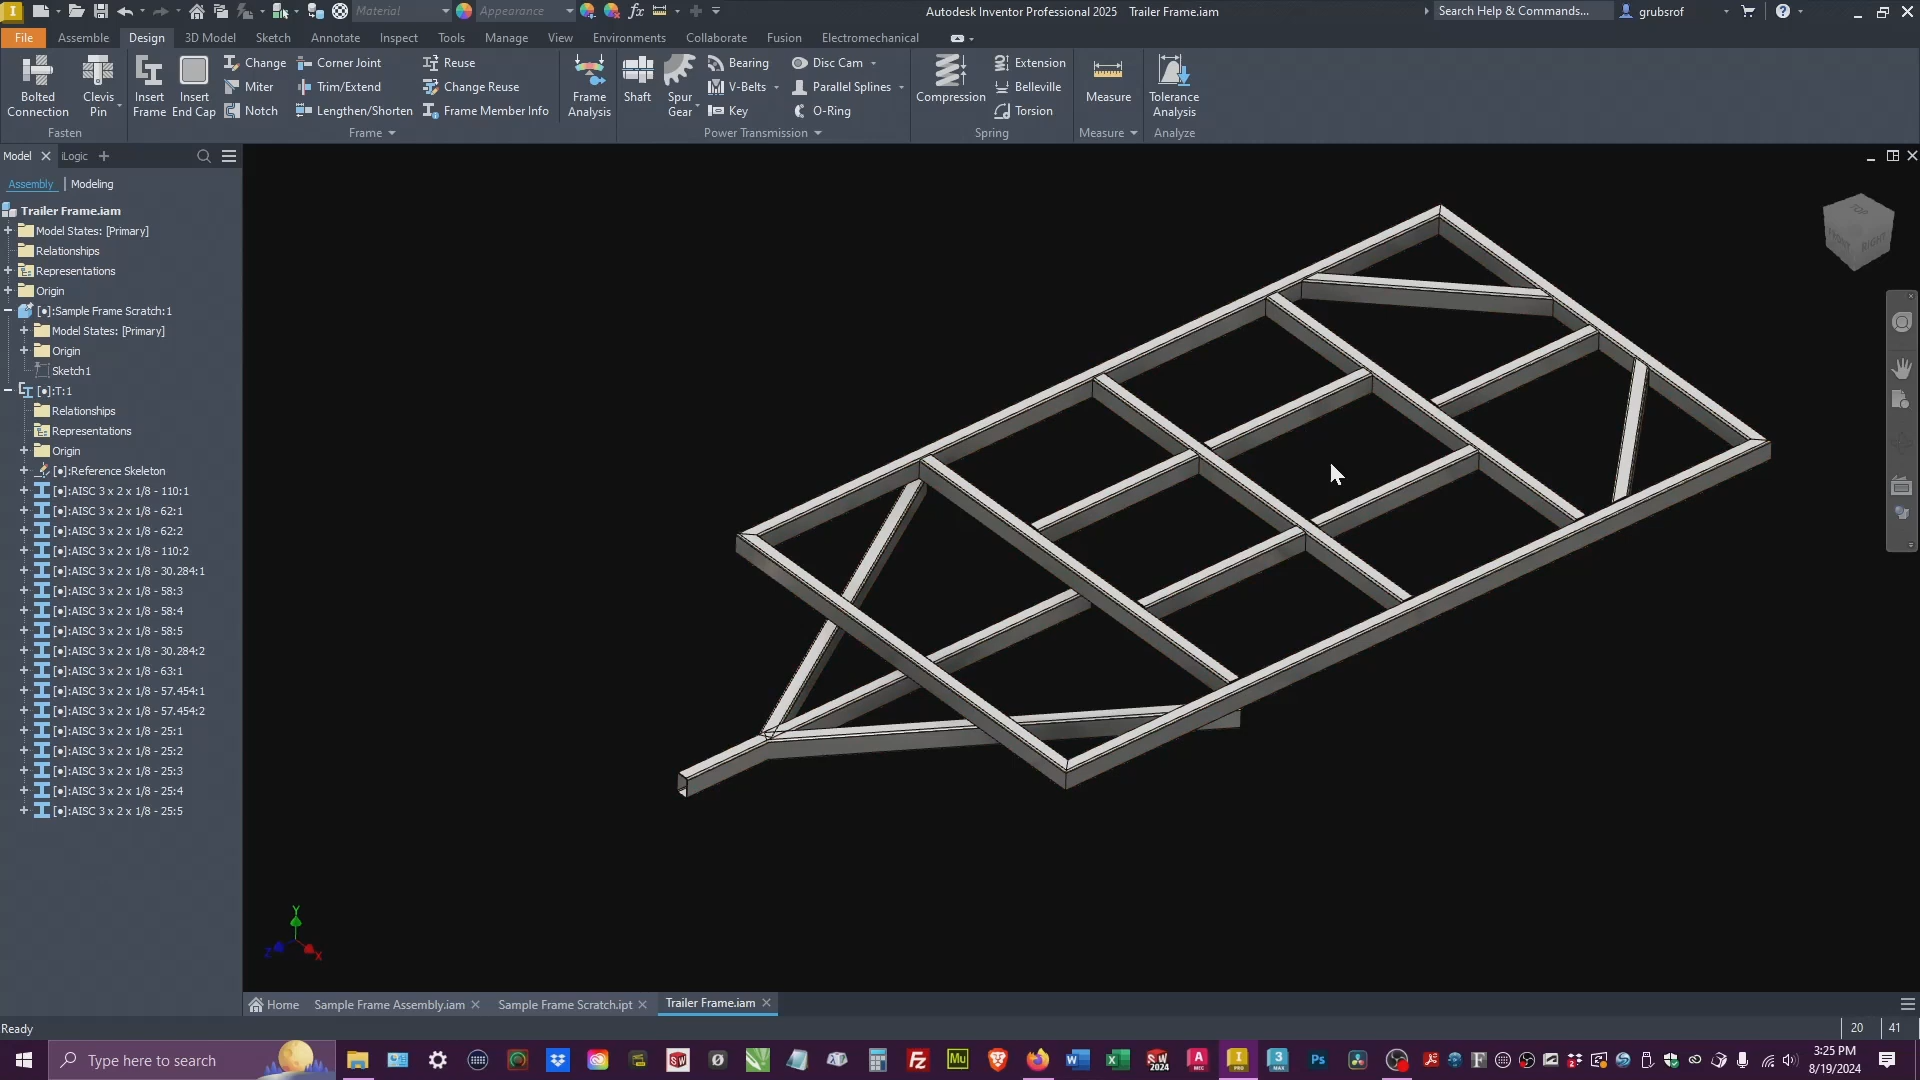 Material
Appearance
Autodesk Inventor Professional 2025 Trailer Frame.iam
Search Help & Commands...
grubsrof
File Assemble Design 3D Model Sketch Annotate Inspect Tools Manage View Environments Collaborate Fusion Electromechanical
Bolted Connection
Clevis Pin
Fasten
Insert Frame
Insert End Cap
Change
Miter
Notch
Corner Joint
Trim/Extend
Lengthen/Shorten
Reuse
Change Reuse
Frame Member Info
Frame
Frame Analysis
Shaft
Spur Gear
Bearing
V-Belts
Key
Disc Cam
Parallel Splines
O-Ring
Power Transmission
Compression
Extension
Belleville
Torsion
Spring
Measure
Measure
Tolerance Analysis
Analyze
Model iLogic
Assembly | Modeling
Trailer Frame.iam
Model States: [Primary]
Relationships
Representations
Origin
[●]:Sample Frame Scratch:1
Model States: [Primary]
Origin
Sketch1
[●]:T:1
Relationships
Representations
Origin
[●]:Reference Skeleton
[●]:AISC 3 x 2 x 1/8 - 110:1
[●]:AISC 3 x 2 x 1/8 - 62:1
[●]:AISC 3 x 2 x 1/8 - 62:2
[●]:AISC 3 x 2 x 1/8 - 110:2
[●]:AISC 3 x 2 x 1/8 - 30.284:1
[●]:AISC 3 x 2 x 1/8 - 58:3
[●]:AISC 3 x 2 x 1/8 - 58:4
[●]:AISC 3 x 2 x 1/8 - 58:5
[●]:AISC 3 x 2 x 1/8 - 30.284:2
[●]:AISC 3 x 2 x 1/8 - 63:1
[●]:AISC 3 x 2 x 1/8 - 57.454:1
[●]:AISC 3 x 2 x 1/8 - 57.454:2
[●]:AISC 3 x 2 x 1/8 - 25:1
[●]:AISC 3 x 2 x 1/8 - 25:2
[●]:AISC 3 x 2 x 1/8 - 25:3
[●]:AISC 3 x 2 x 1/8 - 25:4
[●]:AISC 3 x 2 x 1/8 - 25:5
TOP
FRONT
RIGHT
Y
Z
X
Home Sample Frame Assembly.iam Sample Frame Scratch.ipt Trailer Frame.iam
Ready
20 41
Type here to search
3:25 PM
8/19/2024